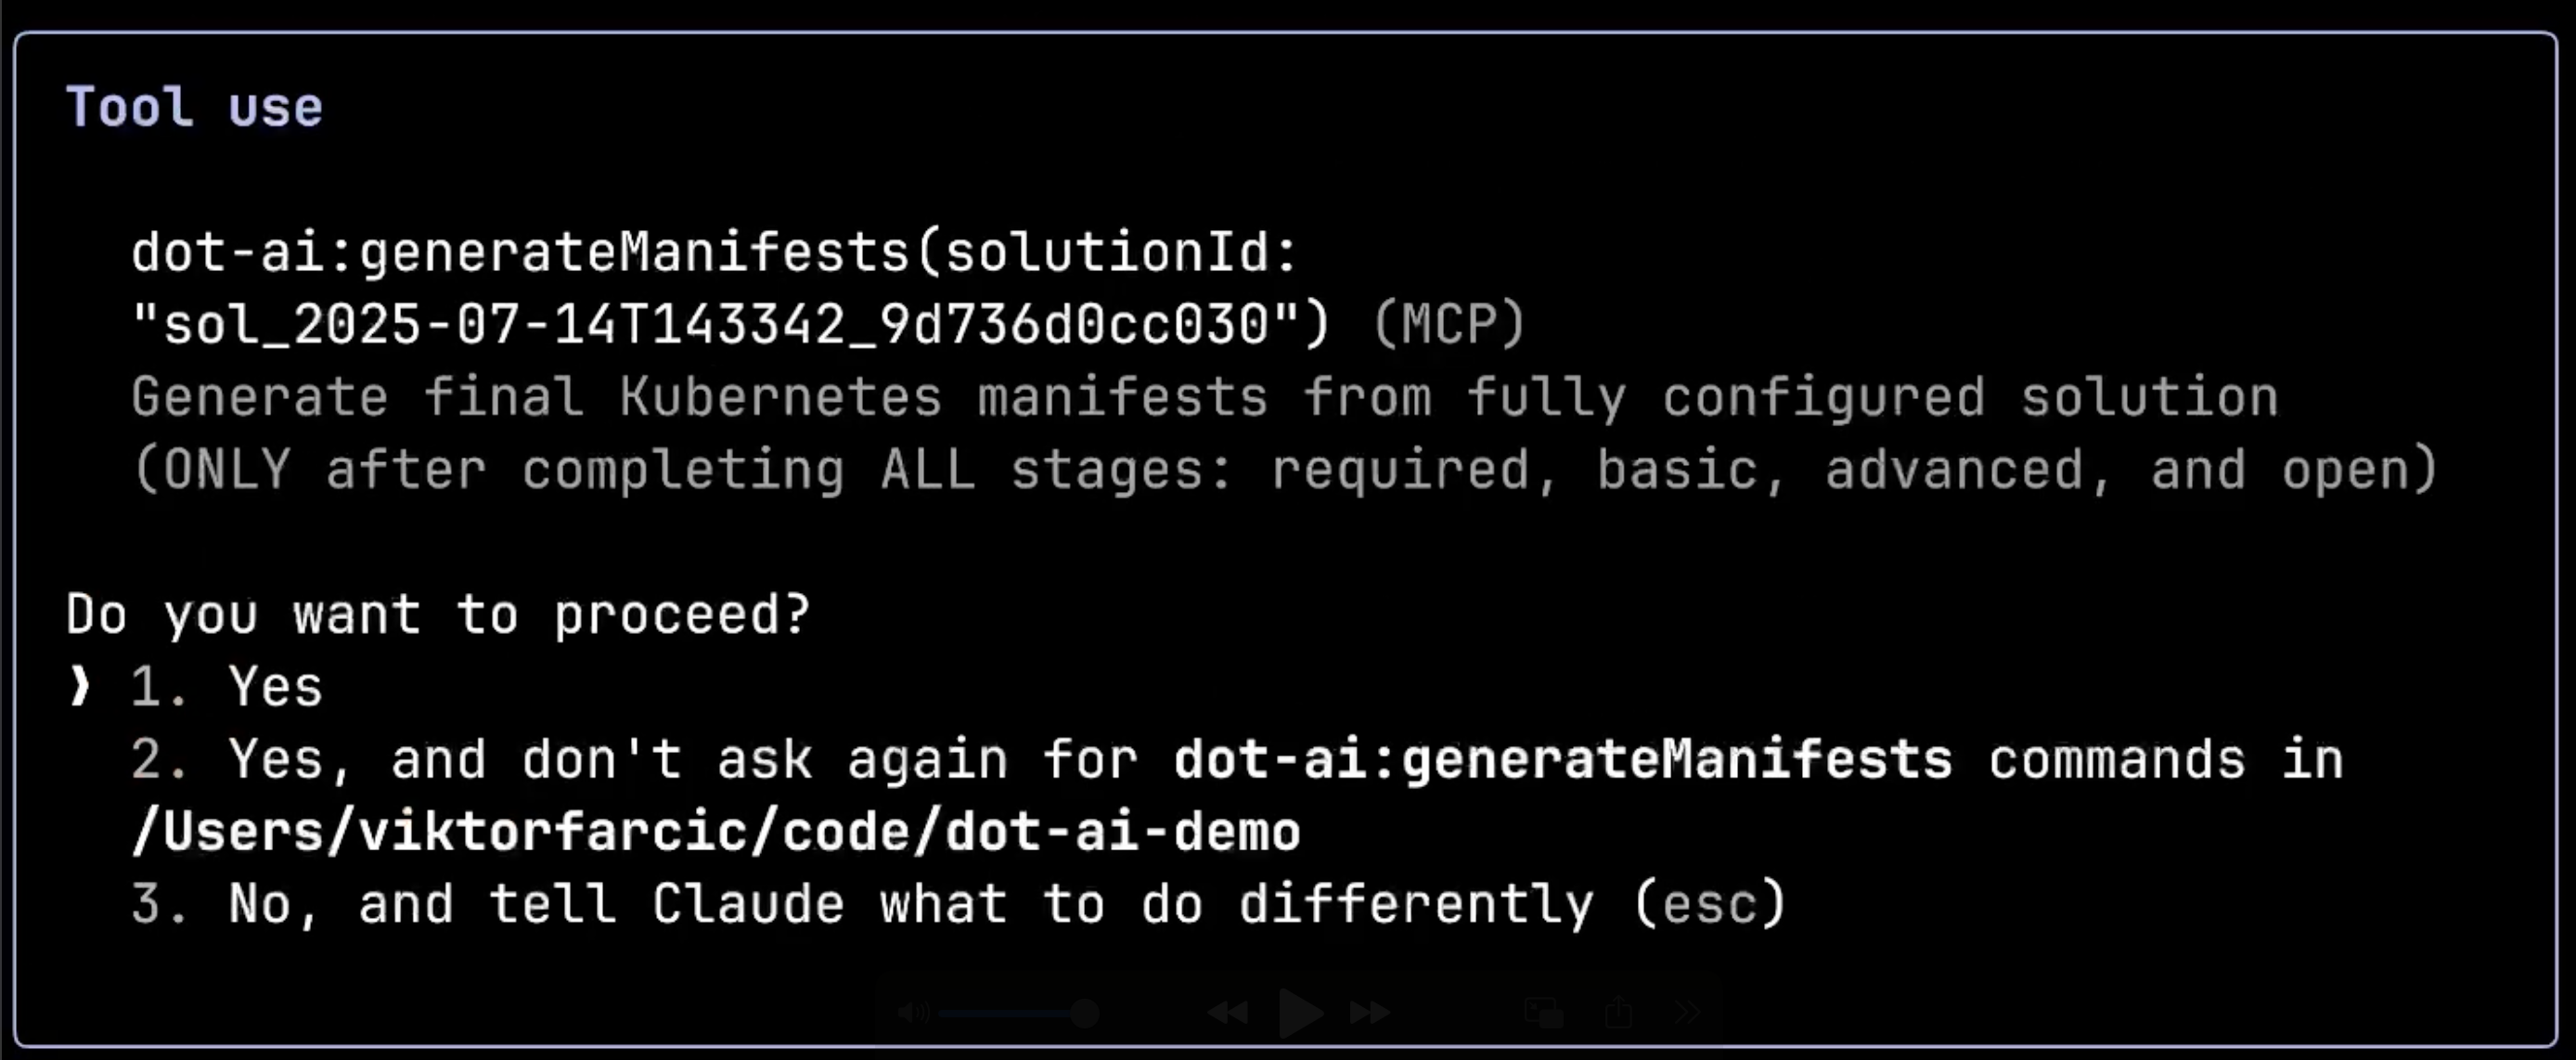 Tool use
dot-ai:generateManifests(solutionId:
"sol_2025-07-14T143342_9d736d0cc030") (MCP)
Generate final Kubernetes manifests from fully configured solution
(ONLY after completing ALL stages: required, basic, advanced, and open)
Do you want to proceed?
❯ 1. Yes
2. Yes, and don't ask again for dot-ai:generateManifests commands in
/Users/viktorfarcic/code/dot-ai-demo
3. No, and tell Claude what to do differently (esc)